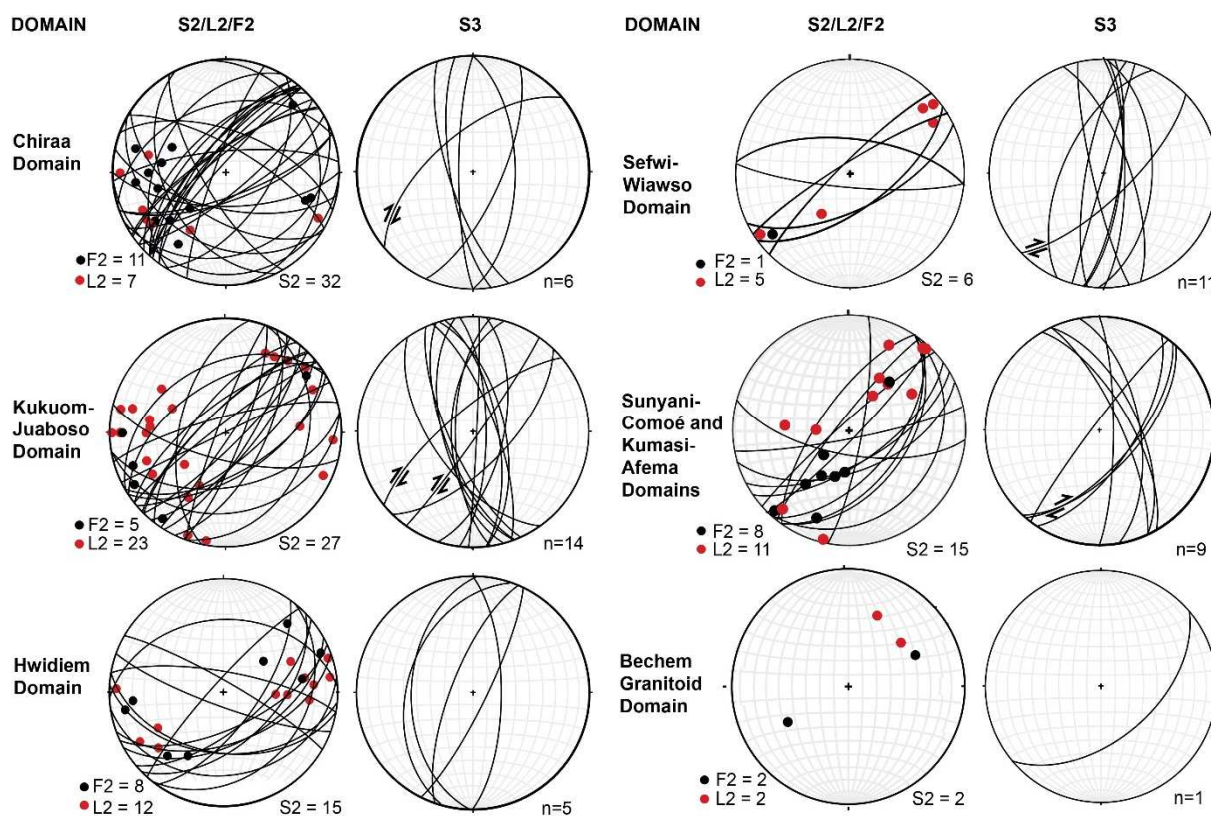 DOMAIN S2/L2/F2 S3
Chiraa
Domain
F2 = 11
L2 = 7
S2 = 32
n=6
Kukuom-
Juaboso
Domain
F2 = 5
L2 = 23
S2 = 27
n=14
Hwidiem
Domain
F2 = 8
L2 = 12
S2 = 15
n=5
DOMAIN S2/L2/F2 S3
Sefwi-
Wiawso
Domain
F2 = 1
L2 = 5
S2 = 6
n=11
Sunyani-
Comoé and
Kumasi-
Afema
Domains
F2 = 8
L2 = 11
S2 = 15
n=9
Bechem
Granitoid
Domain
F2 = 2
L2 = 2
S2 = 2
n=1